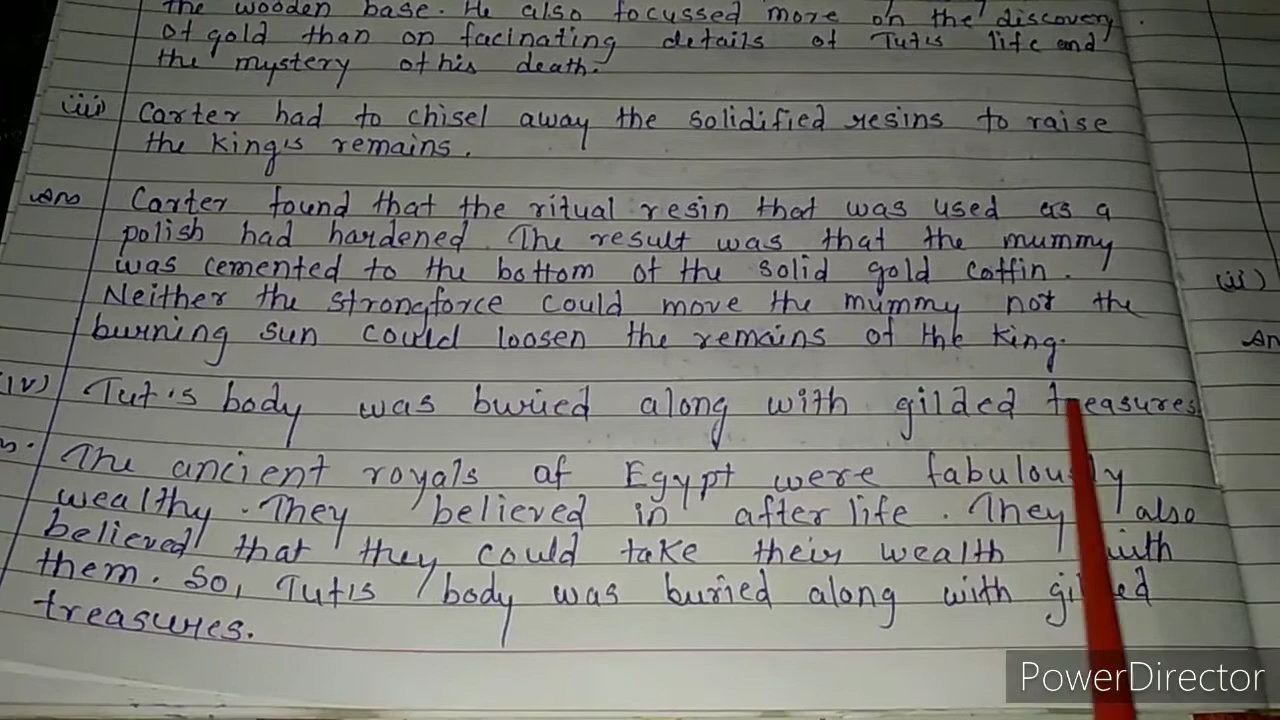 the wooden base. He also focussed more on the discovery
of gold than on facinating details of Tut's life and
the mystery of his death.
(iii) Carter had to chisel away the solidified resins to raise
the King's remains.
Ans Carter found that the ritual resin that was used as a
polish had hardened. The result was that the mummy
was cemented to the bottom of the solid gold coffin.
Neither the strong force could move the mummy not the
burning sun could loosen the remains of the King.
(iv) Tut's body was buried along with gilded treasures
The ancient royals of Egypt were fabulously
wealthy. They believed in after life. They also
believed that they could take their wealth with
them. So, Tut's body was buried along with gilded
treasures.
(ii)
An
PowerDirector